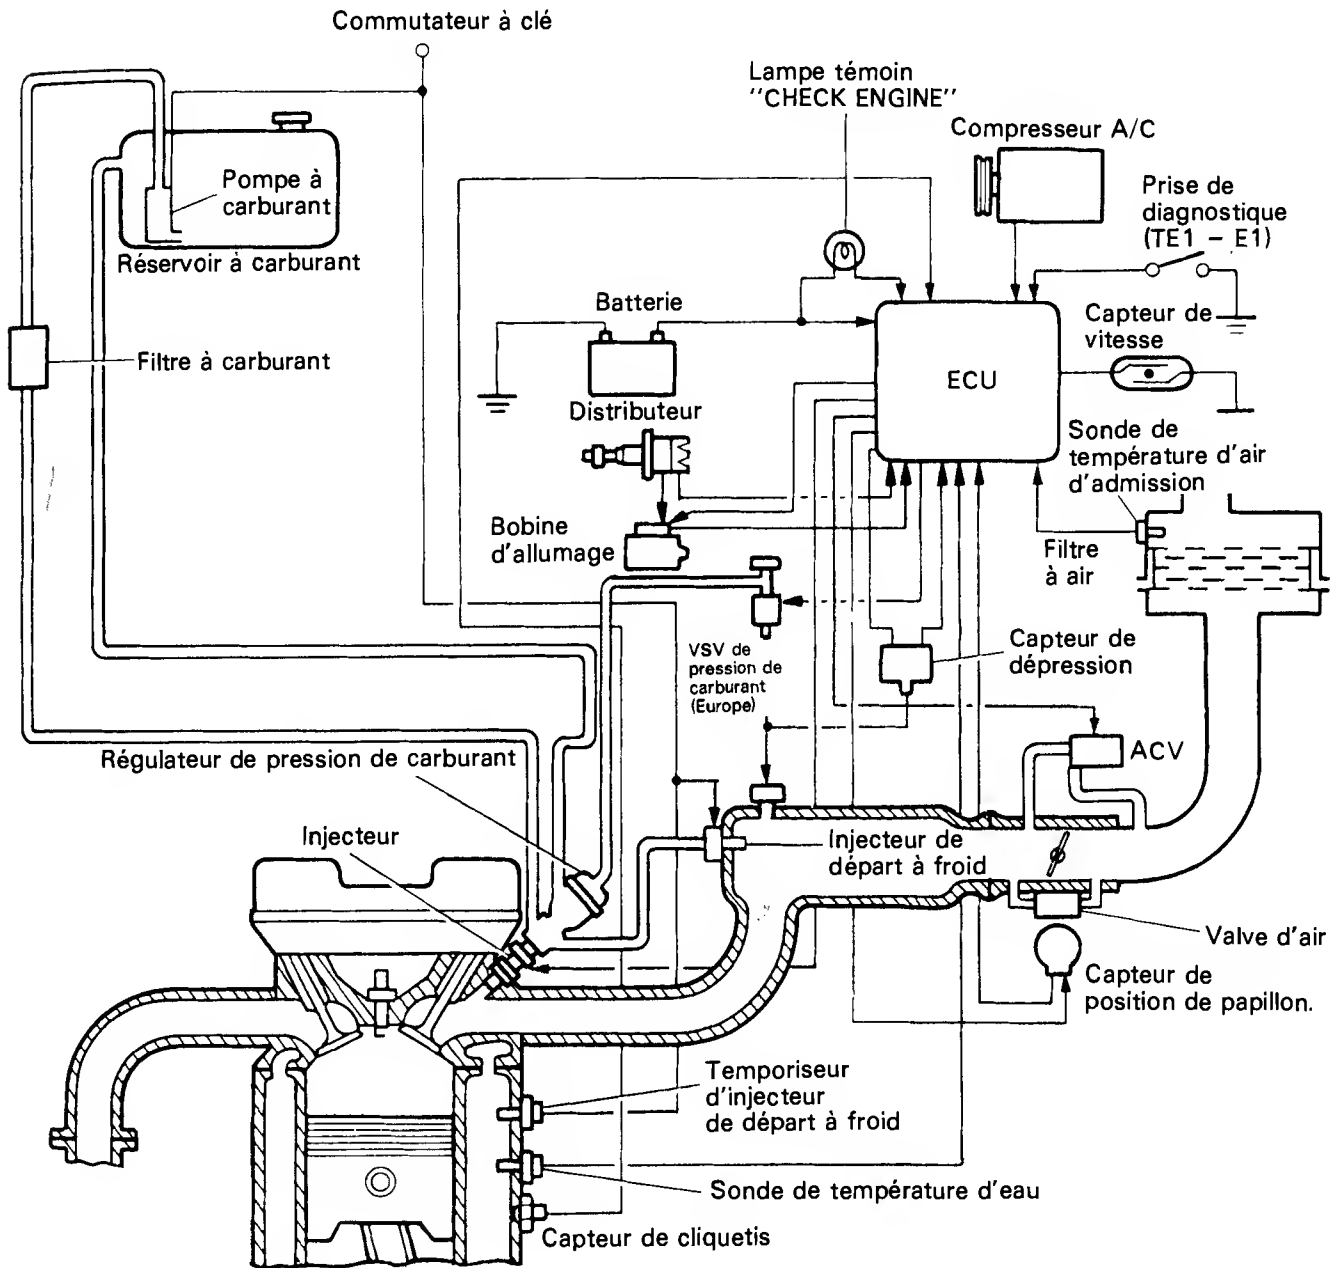 Commutateur à clé
Lampe témoin
"CHECK ENGINE"
Compresseur A/C
Prise de
diagnostique
(TE1 – E1)
Pompe à
carburant
Réservoir à carburant
Batterie
Capteur de
vitesse
Filtre à carburant
ECU
Distributeur
Sonde de
température d'air
d'admission
Bobine
d'allumage
Filtre
à air
VSV de
pression de
carburant
(Europe)
Capteur de
dépression
Régulateur de pression de carburant
ACV
Injecteur
Injecteur de
départ à froid
Valve d'air
Capteur de
position de papillon.
Temporiseur
d'injecteur
de départ à froid
Sonde de température d'eau
Capteur de cliquetis